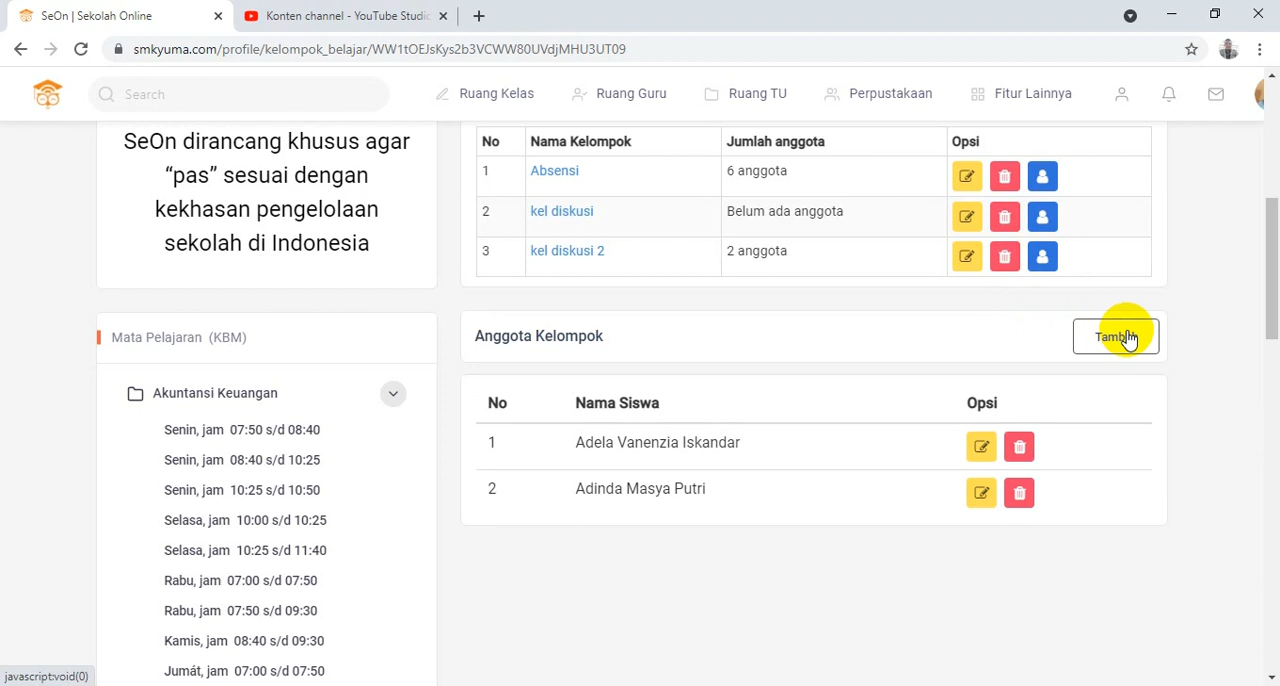 SeOn | Sekolah Online
Konten channel - YouTube Studio
smkyuma.com/profile/kelompok_belajar/WW1tOEJsKys2b3VCWW80UVdjMHU3UT09
Search
Ruang Kelas
Ruang Guru
Ruang TU
Perpustakaan
Fitur Lainnya
SeOn dirancang khusus agar
“pas” sesuai dengan
kekhasan pengelolaan
sekolah di Indonesia
No Nama Kelompok Jumlah anggota Opsi
1 Absensi 6 anggota
2 kel diskusi Belum ada anggota
3 kel diskusi 2 2 anggota
Mata Pelajaran (KBM)
Akuntansi Keuangan
Senin, jam 07:50 s/d 08:40
Senin, jam 08:40 s/d 10:25
Senin, jam 10:25 s/d 10:50
Selasa, jam 10:00 s/d 10:25
Selasa, jam 10:25 s/d 11:40
Rabu, jam 07:00 s/d 07:50
Rabu, jam 07:50 s/d 09:30
Kamis, jam 08:40 s/d 09:30
Jumát, jam 07:00 s/d 07:50
Anggota Kelompok
Tambah
No Nama Siswa Opsi
1 Adela Vanenzia Iskandar
2 Adinda Masya Putri
javascript:void(0)